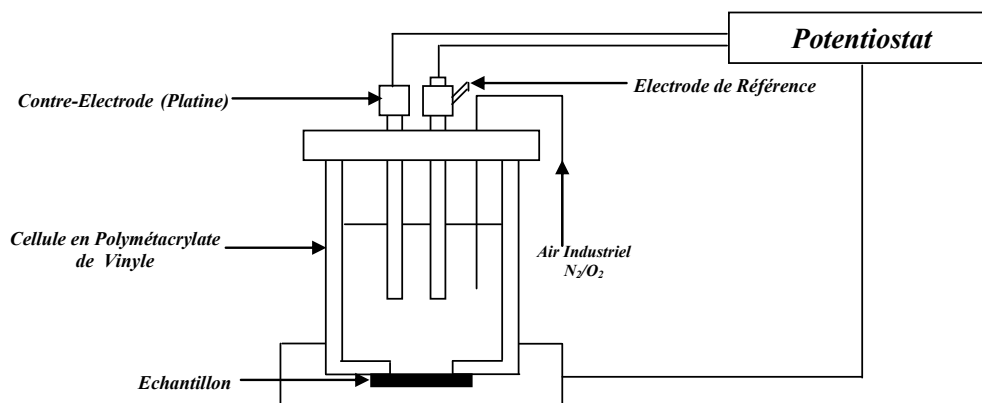 Potentiostat
Contre-Electrode (Platine)
Electrode de Référence
Cellule en Polymétacrylate
de Vinyle
Air Industriel
N₂/O₂
Echantillon